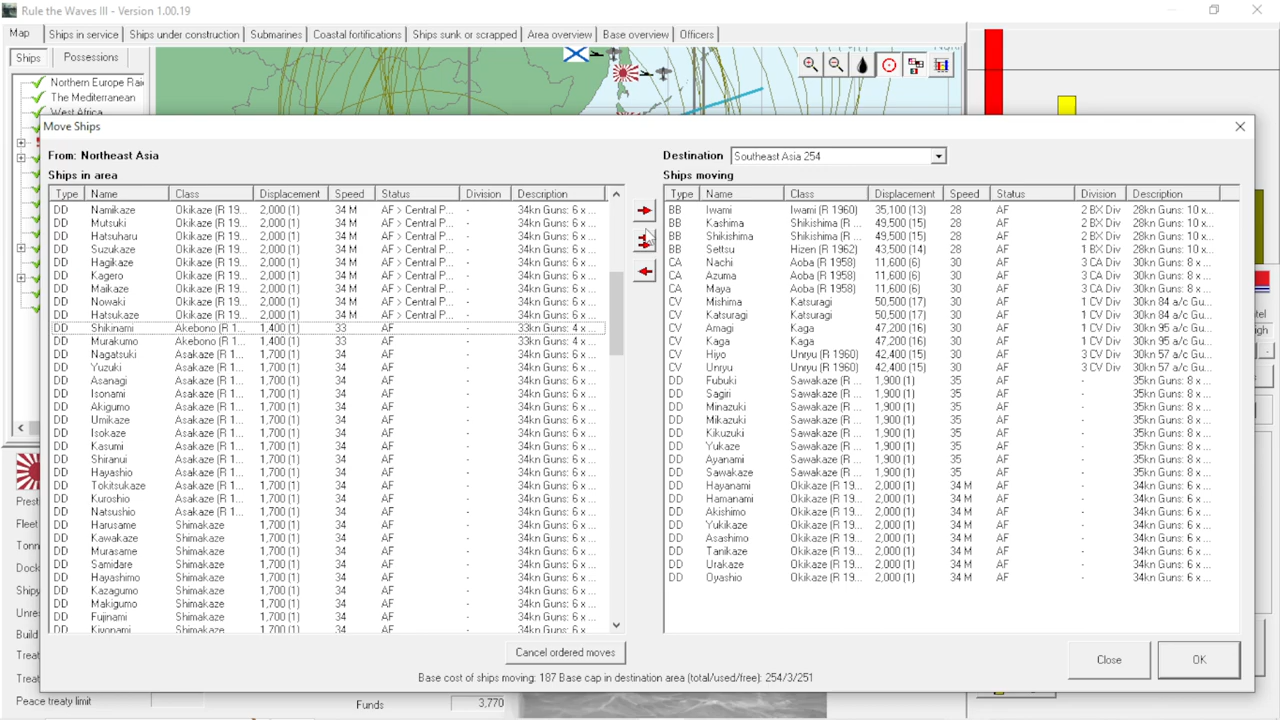 Rule the Waves III - Version 1.00.19
Map Ships in service Ships under construction Submarines Coastal fortifications Ships sunk or scrapped Area overview Base overview Officers
Ships Possessions
Northern Europe Rai
The Mediterranean
West Africa
Move Ships
From: Northeast Asia Destination Southeast Asia 254
Ships in area Ships moving
Type Name Class Displacement Speed Status Division Description
DD Namikaze Okikaze (R 19... 2,000 (1) 34 M AF > Central P... - 34kn Guns: 6 x ...
DD Mutsuki Okikaze (R 19... 2,000 (1) 34 M AF > Central P... - 34kn Guns: 6 x ...
DD Hatsuharu Okikaze (R 19... 2,000 (1) 34 M AF > Central P... - 34kn Guns: 6 x ...
DD Suzukaze Okikaze (R 19... 2,000 (1) 34 M AF > Central P... - 34kn Guns: 6 x ...
DD Hagikaze Okikaze (R 19... 2,000 (1) 34 M AF > Central P... - 34kn Guns: 6 x ...
DD Kagero Okikaze (R 19... 2,000 (1) 34 M AF > Central P... - 34kn Guns: 6 x ...
DD Maikaze Okikaze (R 19... 2,000 (1) 34 M AF > Central P... - 34kn Guns: 6 x ...
DD Nowaki Okikaze (R 19... 2,000 (1) 34 M AF > Central P... - 34kn Guns: 6 x ...
DD Hatsukaze Okikaze (R 19... 2,000 (1) 34 M AF > Central P... - 34kn Guns: 6 x ...
DD Shikinami Akebono (R 1... 1,400 (1) 33 AF - 33kn Guns: 4 x ...
DD Murakumo Akebono (R 1... 1,400 (1) 33 AF - 33kn Guns: 4 x ...
DD Nagatsuki Asakaze (R 1... 1,700 (1) 34 AF - 34kn Guns: 6 x ...
DD Yuzuki Asakaze (R 1... 1,700 (1) 34 AF - 34kn Guns: 6 x ...
DD Asanagi Asakaze (R 1... 1,700 (1) 34 AF - 34kn Guns: 6 x ...
DD Isonami Asakaze (R 1... 1,700 (1) 34 AF - 34kn Guns: 6 x ...
DD Akigumo Asakaze (R 1... 1,700 (1) 34 AF - 34kn Guns: 6 x ...
DD Umikaze Asakaze (R 1... 1,700 (1) 34 AF - 34kn Guns: 6 x ...
DD Isokaze Asakaze (R 1... 1,700 (1) 34 AF - 34kn Guns: 6 x ...
DD Kasumi Asakaze (R 1... 1,700 (1) 34 AF - 34kn Guns: 6 x ...
DD Shiranui Asakaze (R 1... 1,700 (1) 34 AF - 34kn Guns: 6 x ...
DD Hayashio Asakaze (R 1... 1,700 (1) 34 AF - 34kn Guns: 6 x ...
DD Tokitsukaze Asakaze (R 1... 1,700 (1) 34 AF - 34kn Guns: 6 x ...
DD Kuroshio Asakaze (R 1... 1,700 (1) 34 AF - 34kn Guns: 6 x ...
DD Natsushio Asakaze (R 1... 1,700 (1) 34 AF - 34kn Guns: 6 x ...
DD Harusame Shimakaze 1,700 (1) 34 AF - 34kn Guns: 6 x ...
DD Kawakaze Shimakaze 1,700 (1) 34 AF - 34kn Guns: 6 x ...
DD Murasame Shimakaze 1,700 (1) 34 AF - 34kn Guns: 6 x ...
DD Samidare Shimakaze 1,700 (1) 34 AF - 34kn Guns: 6 x ...
DD Hayashimo Shimakaze 1,700 (1) 34 AF - 34kn Guns: 6 x ...
DD Kazagumo Shimakaze 1,700 (1) 34 AF - 34kn Guns: 6 x ...
DD Makigumo Shimakaze 1,700 (1) 34 AF - 34kn Guns: 6 x ...
DD Fujinami Shimakaze 1,700 (1) 34 AF - 34kn Guns: 6 x ...
DD Kiyonami Shimakaze 1,700 (1) 34 AF - 34kn Guns: 6 x ...
Type Name Class Displacement Speed Status Division Description
BB Iwami Iwami (R 1960) 35,100 (13) 28 AF 2 BX Div 28kn Guns: 10 x...
BB Kashima Shikishima (R ... 49,500 (15) 28 AF 2 BX Div 28kn Guns: 10 x...
BB Shikishima Shikishima (R ... 49,500 (15) 28 AF 2 BX Div 28kn Guns: 10 x...
BB Settsu Hizen (R 1962) 43,500 (14) 28 AF 2 BX Div 28kn Guns: 10 x...
CA Nachi Aoba (R 1958) 11,600 (6) 30 AF 3 CA Div 30kn Guns: 6 x ...
CA Azuma Aoba (R 1958) 11,600 (6) 30 AF 3 CA Div 30kn Guns: 6 x ...
CA Maya Aoba (R 1958) 11,600 (6) 30 AF 3 CA Div 30kn Guns: 6 x ...
CV Mishima Katsuragi 50,500 (17) 30 AF 1 CV Div 30kn 84 a/c Gu...
CV Katsuragi Katsuragi 50,500 (17) 30 AF 1 CV Div 30kn 84 a/c Gu...
CV Amagi Kaga 47,200 (16) 30 AF 1 CV Div 30kn 95 a/c Gu...
CV Kaga Kaga 47,200 (16) 30 AF 1 CV Div 30kn 95 a/c Gu...
CV Hiyo Unryu (R 1960) 42,400 (15) 30 AF 3 CV Div 30kn 57 a/c Gu...
CV Unryu Unryu (R 1960) 42,400 (15) 30 AF 3 CV Div 30kn 57 a/c Gu...
DD Fubuki Sawakaze (R ... 1,900 (1) 35 AF - 35kn Guns: 8 x ...
DD Sagiri Sawakaze (R ... 1,900 (1) 35 AF - 35kn Guns: 8 x ...
DD Minazuki Sawakaze (R ... 1,900 (1) 35 AF - 35kn Guns: 8 x ...
DD Mikazuki Sawakaze (R ... 1,900 (1) 35 AF - 35kn Guns: 8 x ...
DD Kikuzuki Sawakaze (R ... 1,900 (1) 35 AF - 35kn Guns: 8 x ...
DD Yukaze Sawakaze (R ... 1,900 (1) 35 AF - 35kn Guns: 8 x ...
DD Ayanami Sawakaze (R ... 1,900 (1) 35 AF - 35kn Guns: 8 x ...
DD Sawakaze Sawakaze (R ... 1,900 (1) 35 AF - 35kn Guns: 8 x ...
DD Hayanami Okikaze (R 19... 2,000 (1) 34 M AF - 34kn Guns: 6 x ...
DD Hamanami Okikaze (R 19... 2,000 (1) 34 M AF - 34kn Guns: 6 x ...
DD Akishimo Okikaze (R 19... 2,000 (1) 34 M AF - 34kn Guns: 6 x ...
DD Yukikaze Okikaze (R 19... 2,000 (1) 34 M AF - 34kn Guns: 6 x ...
DD Asashimo Okikaze (R 19... 2,000 (1) 34 M AF - 34kn Guns: 6 x ...
DD Tanikaze Okikaze (R 19... 2,000 (1) 34 M AF - 34kn Guns: 6 x ...
DD Urakaze Okikaze (R 19... 2,000 (1) 34 M AF - 34kn Guns: 6 x ...
DD Oyashio Okikaze (R 19... 2,000 (1) 34 M AF - 34kn Guns: 6 x ...
Cancel ordered moves Close OK
Base cost of ships moving: 187 Base cap in destination area (total/used/free): 254/3/251
Prest
Fleet
Tonn
Dock
Shipy
Unres
Build
Treat
Treat
Peace treaty limit
Funds 3,770